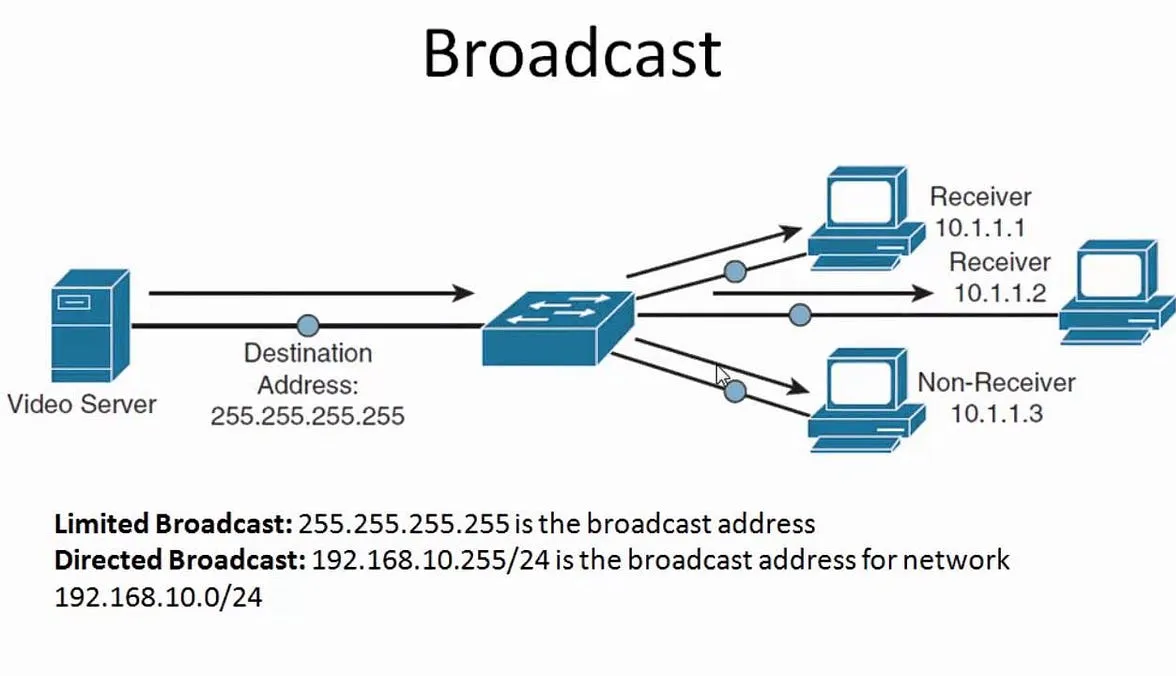 Broadcast
Receiver
10.1.1.1
Receiver
10.1.1.2
Destination
Address:
255.255.255.255
Video Server
Non-Receiver
10.1.1.3
Limited Broadcast: 255.255.255.255 is the broadcast address
Directed Broadcast: 192.168.10.255/24 is the broadcast address for network
192.168.10.0/24